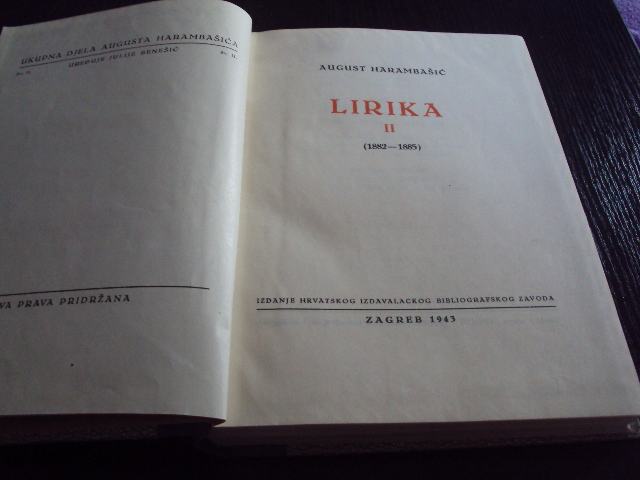 UKUPNA DJELA AUGUSTA HARAMBAŠIĆA
UREĐUJE JULIJE BENEŠIĆ
VA PRAVA PRIDRŽANA
AUGUST HARAMBAŠIĆ
LIRIKA
II
(1882—1885)
IZDANJE HRVATSKOG IZDAVALAČKOG BIBLIOGRAFSKOG ZAVODA
ZAGREB 1943